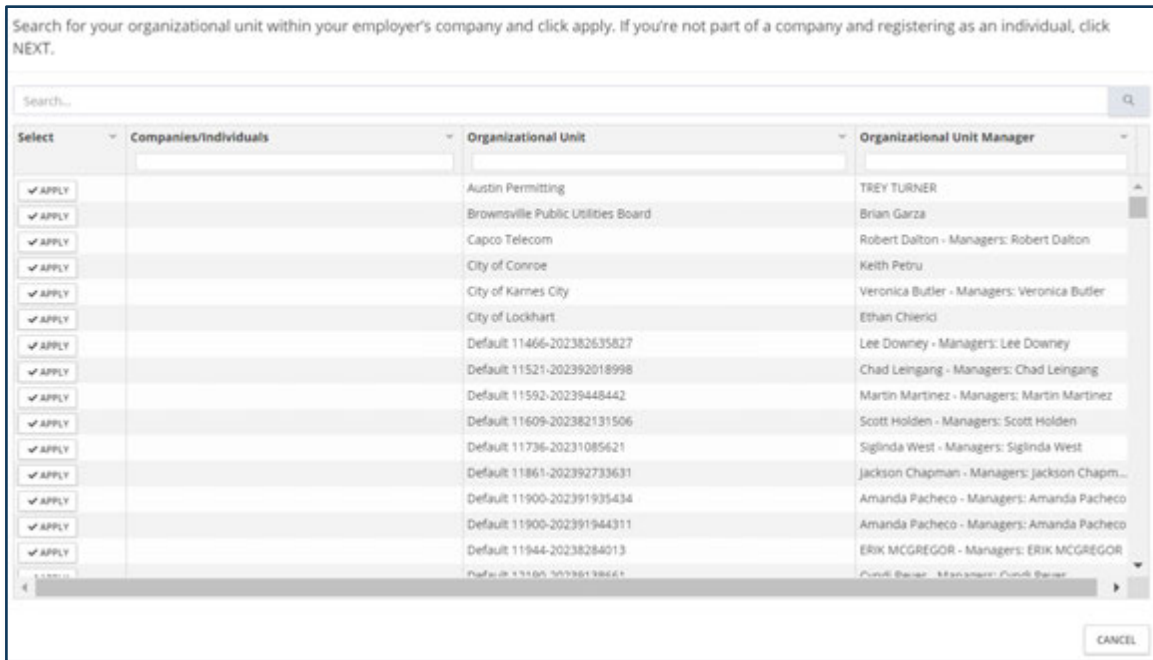 Search for your organizational unit within your employer's company and click apply. If you're not part of a company and registering as an individual, click
NEXT.
Search...
Select Companies/Individuals Organizational Unit Organizational Unit Manager
APPLY Austin Permitting TREY TURNER
APPLY Brownsville Public Utilities Board Brian Garza
APPLY Capco Telecom Robert Dalton - Managers: Robert Dalton
APPLY City of Conroe Keith Petru
APPLY City of Karnes City Veronica Butler - Managers: Veronica Butler
APPLY City of Lockhart Ethan Chierici
APPLY Default 11466-202382635827 Lee Downey - Managers: Lee Downey
APPLY Default 11521-202392018998 Chad Leingang - Managers: Chad Leingang
APPLY Default 11592-20239448442 Martin Martinez - Managers: Martin Martinez
APPLY Default 11609-202382131506 Scott Holden - Managers: Scott Holden
APPLY Default 11736-20231085621 Siglinda West - Managers: Siglinda West
APPLY Default 11861-202392733631 Jackson Chapman - Managers: Jackson Chapm...
APPLY Default 11900-202391935434 Amanda Pacheco - Managers: Amanda Pacheco
APPLY Default 11900-202391944311 Amanda Pacheco - Managers: Amanda Pacheco
APPLY Default 11944-20238284013 ERIK MCGREGOR - Managers: ERIK MCGREGOR
Default Managers:
CANCEL